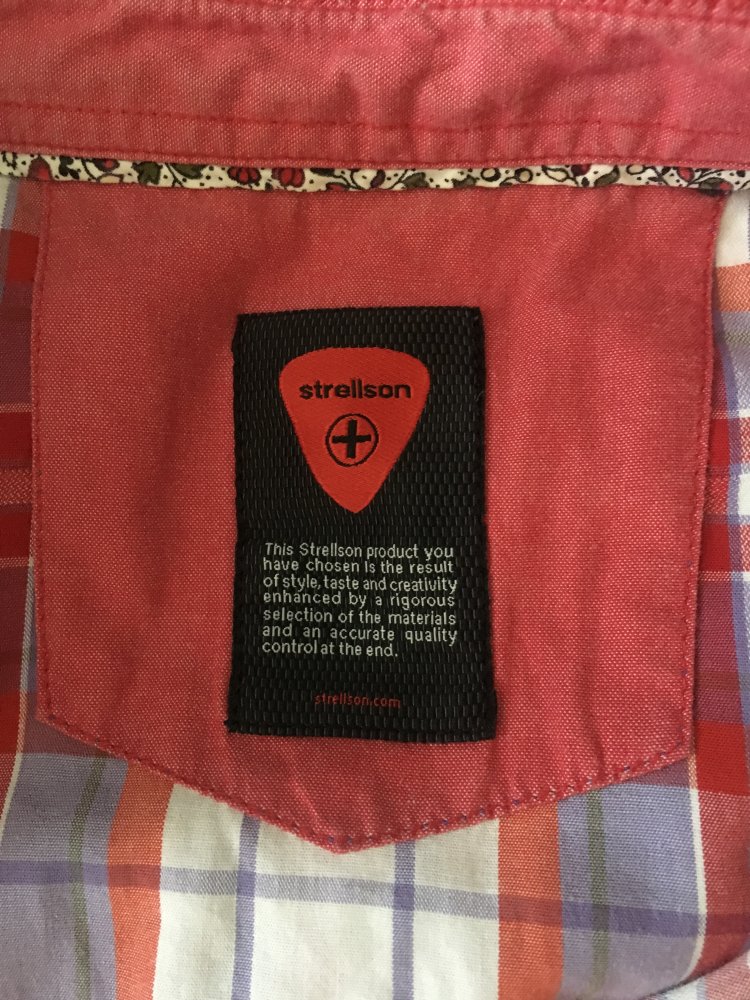 strellson
This Strellson product you
have chosen is the result
of style, taste and creativity
enhanced by a rigorous
selection of the materials
and an accurate quality
control at the end.
strellson.com